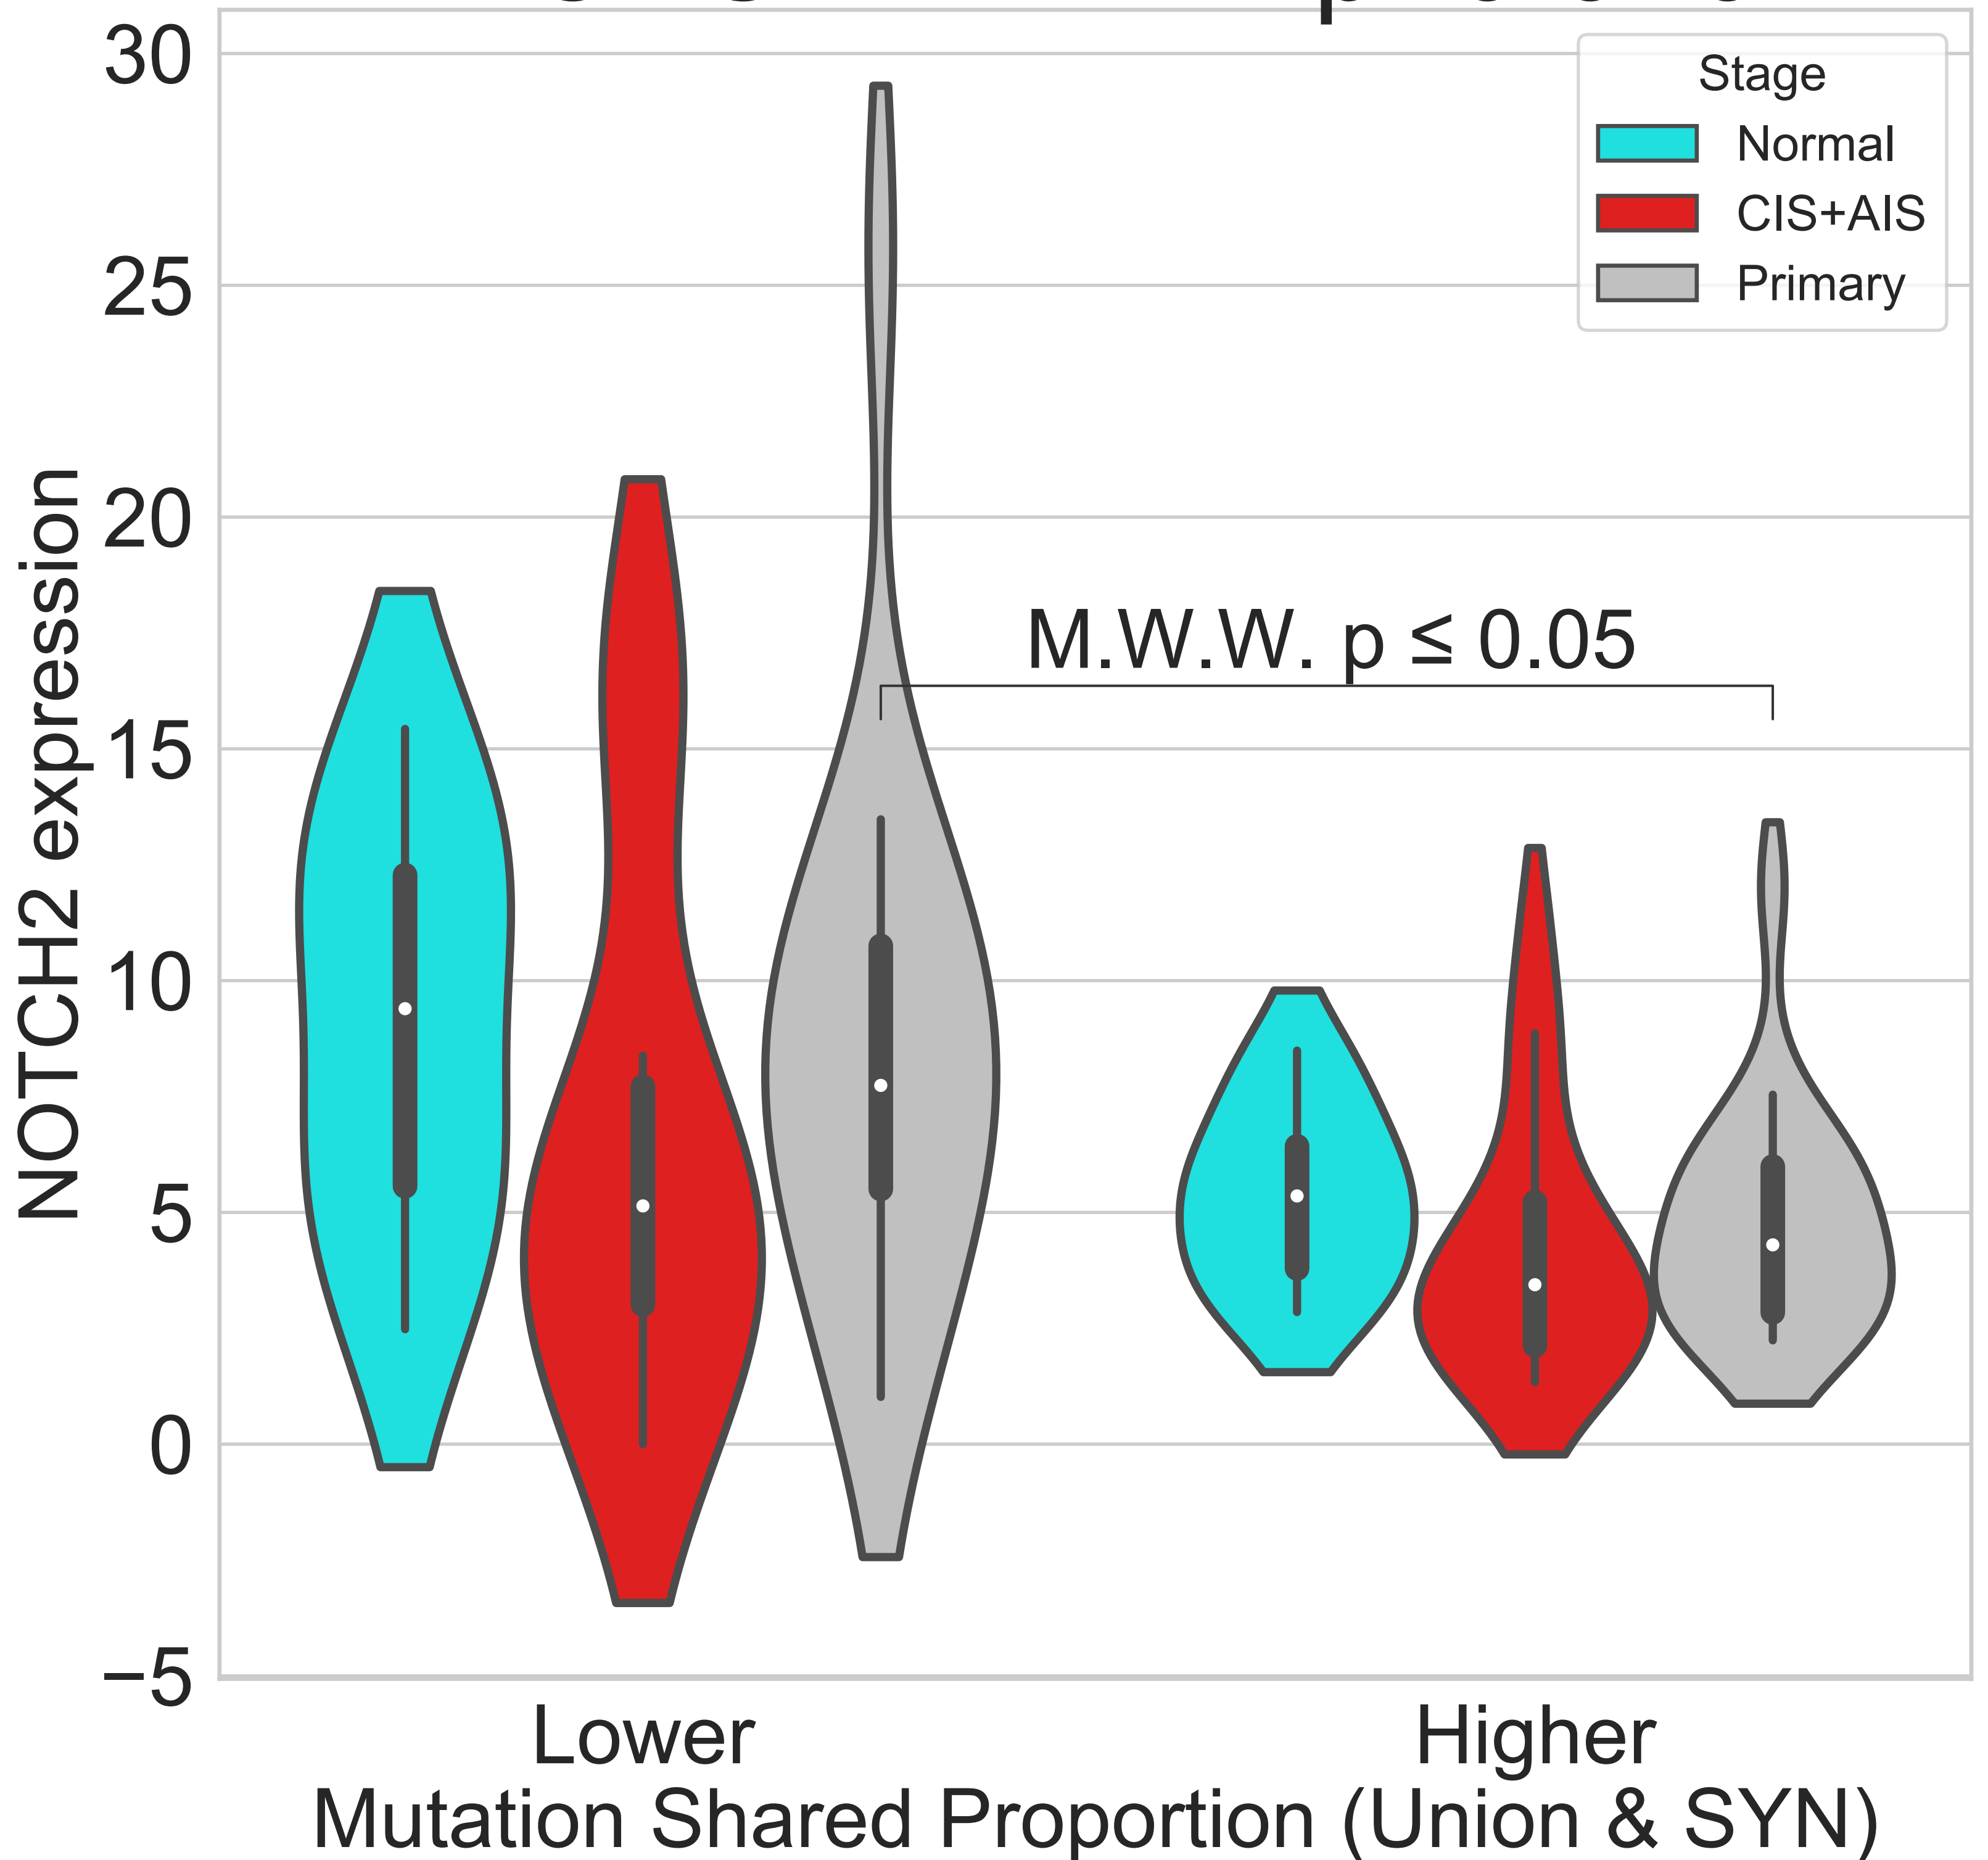 30
25
20
15
10
5
0
−5
NOTCH2 expression
Stage
Normal
CIS+AIS
Primary
M.W.W. p ≤ 0.05
Lower
Higher
Mutation Shared Proportion (Union & SYN)